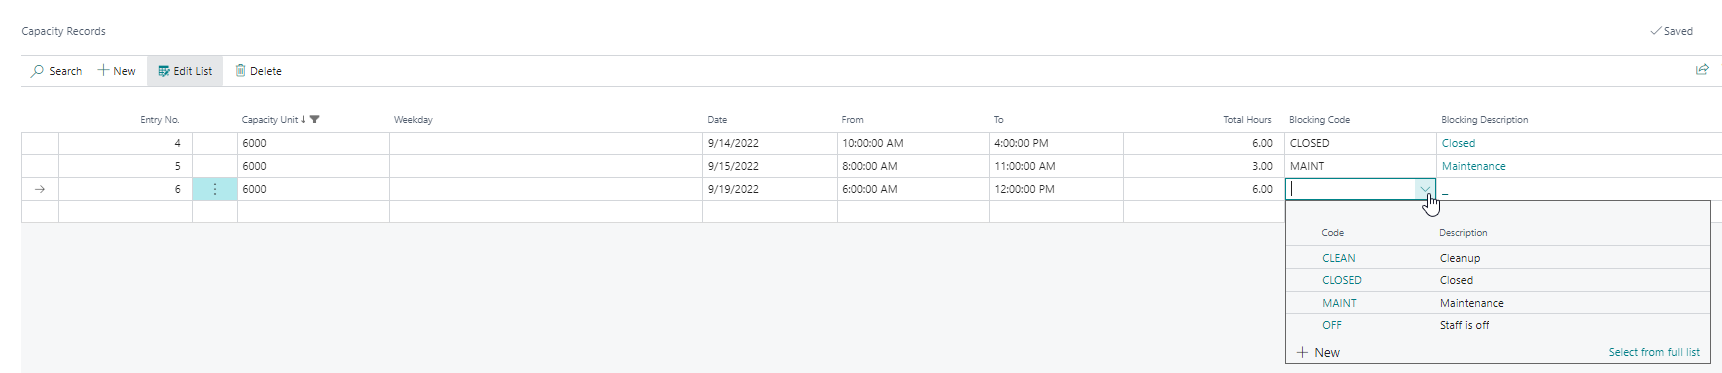 Capacity Records
Saved
Search New Edit List Delete
Entry No. Capacity Unit ↓ Weekday Date From To Total Hours Blocking Code Blocking Description
4 6000 9/14/2022 10:00:00 AM 4:00:00 PM 6.00 CLOSED Closed
5 6000 9/15/2022 8:00:00 AM 11:00:00 AM 3.00 MAINT Maintenance
6 6000 9/19/2022 6:00:00 AM 12:00:00 PM 6.00 _
Code Description
CLEAN Cleanup
CLOSED Closed
MAINT Maintenance
OFF Staff is off
+ New Select from full list